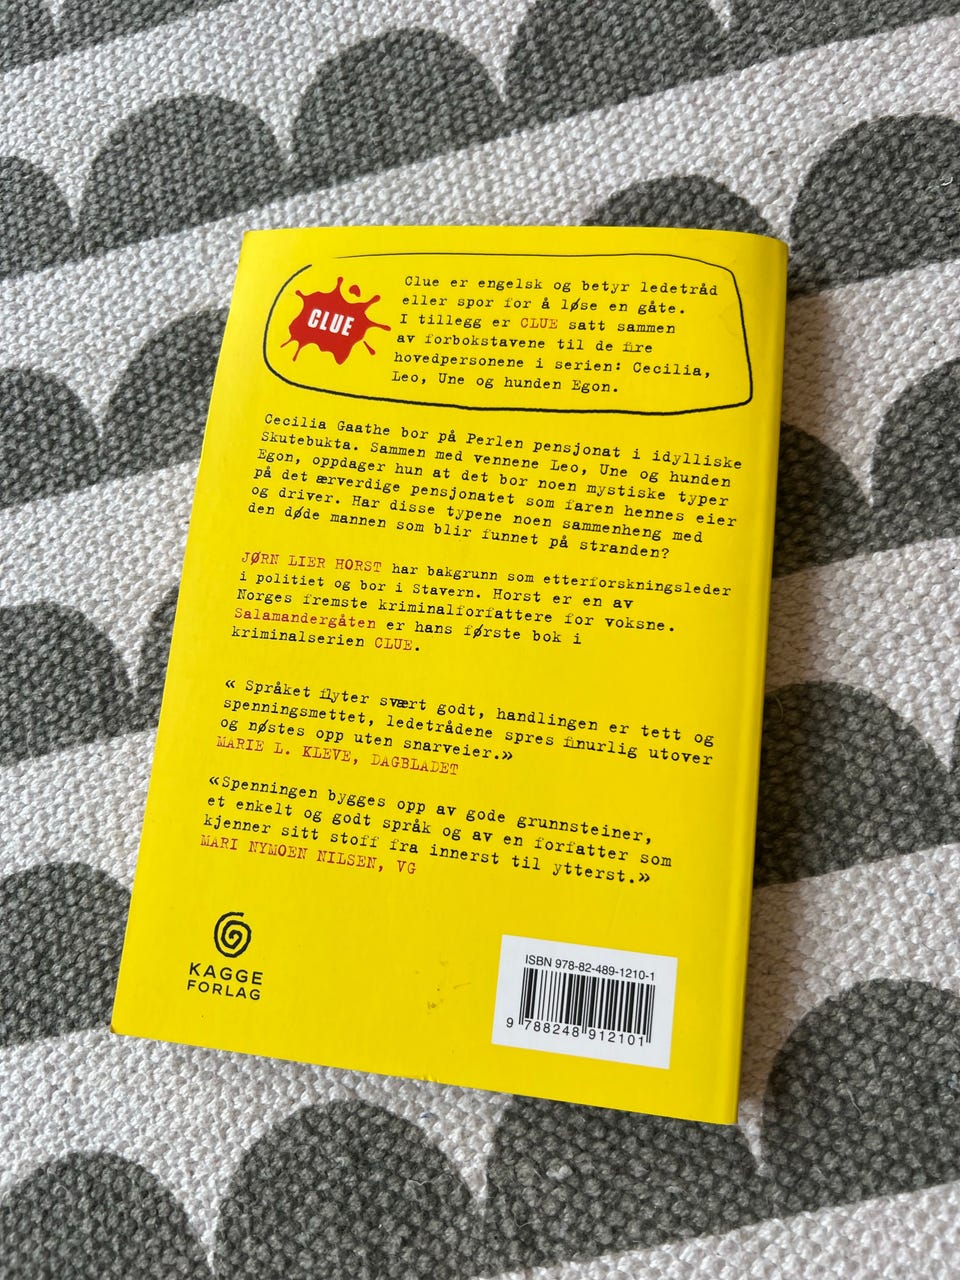 CLUE
Clue er engelsk og betyr ledetråd
eller spor for å løse en gåte.
I tillegg er CLUE satt sammen
av forbokstavene til de fire
hovedpersonene i serien: Cecilia,
Leo, Une og hunden Egon.
Cecilia Gaathe bor på Perlen pensjonat i idylliske
Skutebukta. Sammen med vennene Leo, Une og hunden
Egon, oppdager hun at det bor noen mystiske typer
på det ærverdige pensjonatet som faren hennes eier
og driver. Har disse typene noen sammenheng med
den døde mannen som blir funnet på stranden?
JØRN LIER HORST har bakgrunn som etterforskningsleder
i politiet og bor i Stavern. Horst er en av
Norges fremste kriminalforfattere for voksne.
Salamandergåten er hans første bok i
kriminalserien CLUE.
« Språket flyter svært godt, handlingen er tett og
spenningsmettet, ledetrådene spres finurlig utover
og nøstes opp uten snarveier.»
MARIE L. KLEVE, DAGBLADET
«Spenningen bygges opp av gode grunnsteiner,
et enkelt og godt språk og av en forfatter som
kjenner sitt stoff fra innerst til ytterst.»
MARI NYMOEN NILSEN, VG
KAGGE
FORLAG
ISBN 978-82-489-1210-1
9 788248 912101